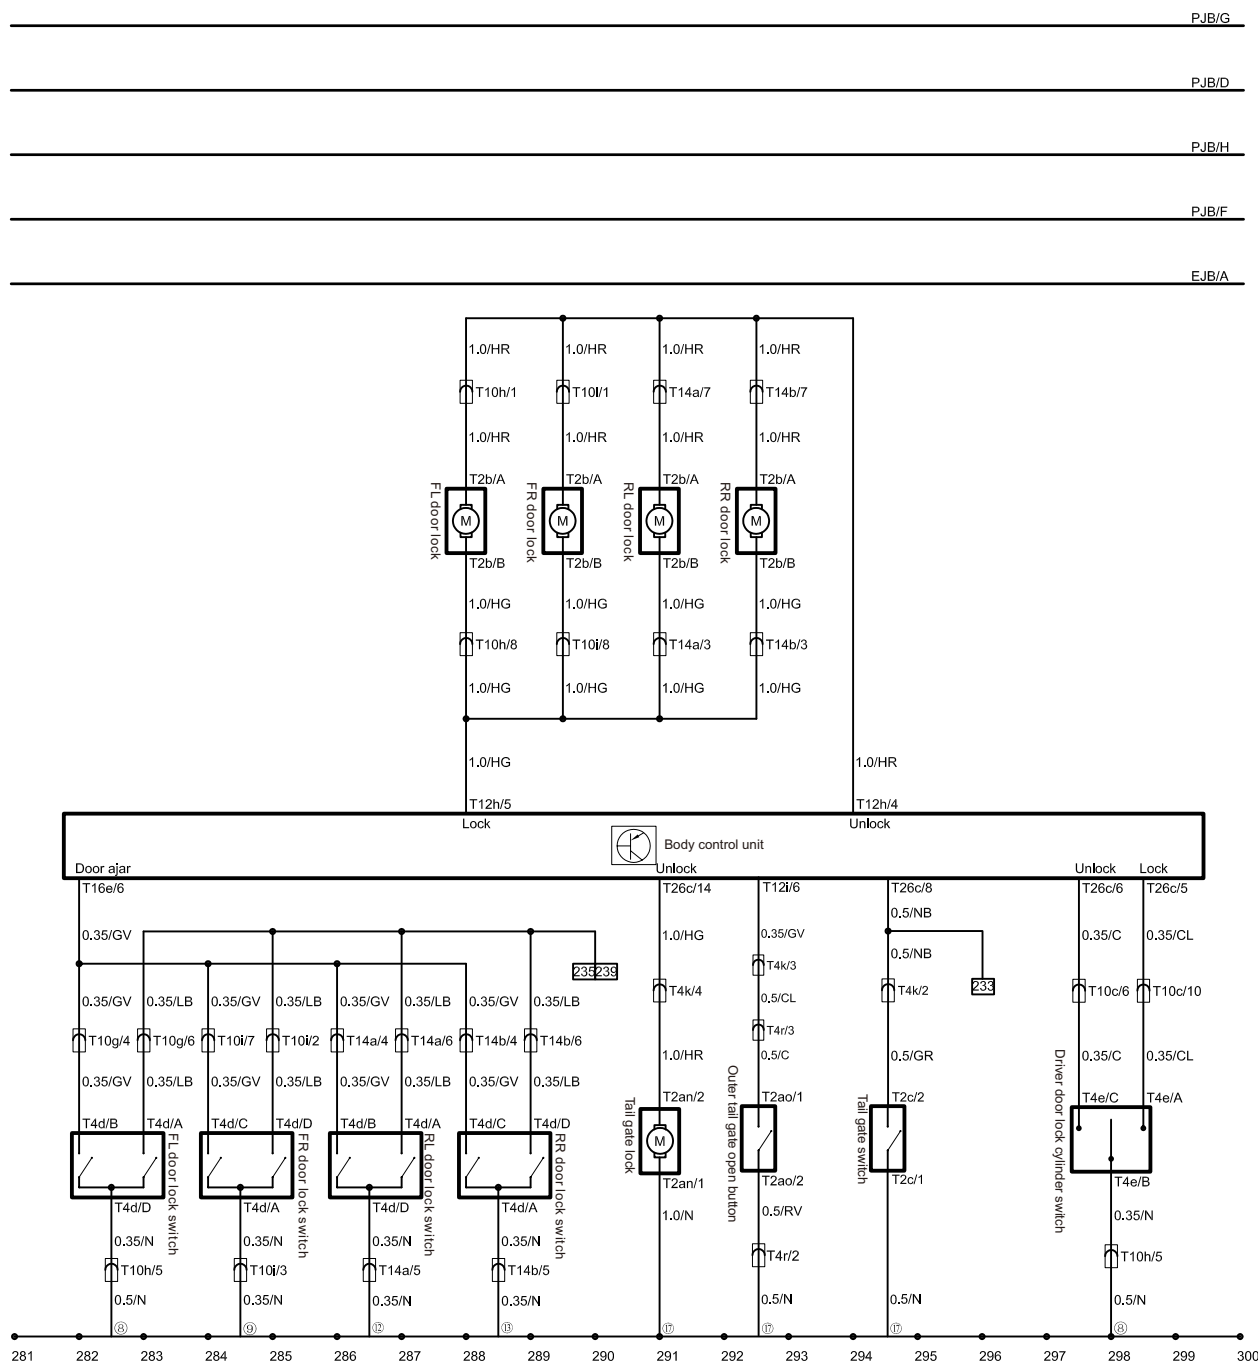 PJB/G
PJB/D
PJB/H
PJB/F
EJB/A
1.0/HR 1.0/HR 1.0/HR 1.0/HR
T10h/1 T10l/1 T14a/7 T14b/7
1.0/HR 1.0/HR 1.0/HR 1.0/HR
T2b/A T2b/A T2b/A T2b/A
FL door lock
FR door lock
RL door lock
RR door lock
M M M M
T2b/B T2b/B T2b/B T2b/B
1.0/HG 1.0/HG 1.0/HG 1.0/HG
T10h/8 T10i/8 T14a/3 T14b/3
1.0/HG 1.0/HG 1.0/HG 1.0/HG
1.0/HG 1.0/HR
T12h/5 T12h/4
Lock Unlock
Body control unit
Door ajar Unlock Unlock Lock
T16e/6 T26c/14 T12i/6 T26c/8 T26c/6 T26c/5
0.5/NB
0.35/GV 1.0/HG 0.35/GV 0.35/C 0.35/CL
0.5/NB
235 239 T4k/3
T4k/4 T4k/2 233 T10c/6 T10c/10
0.35/GV 0.35/LB 0.35/GV 0.35/LB 0.35/GV 0.35/LB 0.35/GV 0.35/LB 0.5/CL
T4r/3
T10g/4 T10g/6 T10i/7 T10i/2 T14a/4 T14a/6 T14b/4 T14b/6
1.0/HR 0.5/C 0.5/GR 0.35/C 0.35/CL
0.35/GV 0.35/LB 0.35/GV 0.35/LB 0.35/GV 0.35/LB 0.35/GV 0.35/LB
T2an/2 T2ao/1 T2c/2 T4e/C T4e/A
T4d/B T4d/A T4d/C T4d/D T4d/B T4d/A T4d/C T4d/D
FL door lock switch
FR door lock switch
RL door lock switch
RR door lock switch
Tail gate lock
M
Outer tail gate open button
Tail gate switch
Driver door lock cylinder switch
T2an/1 T2ao/2 T2c/1 T4e/B
T4d/D T4d/A T4d/D T4d/A
1.0/N 0.5/RV 0.35/N
0.35/N 0.35/N 0.35/N 0.35/N
T4r/2 T10h/5
T10h/5 T10i/3 T14a/5 T14b/5
0.5/N 0.35/N 0.35/N 0.35/N 0.5/N 0.5/N 0.5/N
⑧ ⑨ ⑫ ⑬ ⑰ ⑰ ⑰ ⑧
281 282 283 284 285 286 287 288 289 290 291 292 293 294 295 296 297 298 299 300